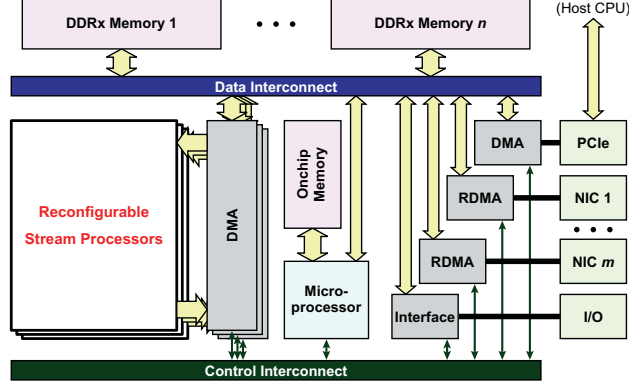 (Host CPU)
DDRx Memory 1
• • •
DDRx Memory n
Data Interconnect
DMA
PCIe
Onchip
Memory
Reconfigurable
Stream Processors
DMA
RDMA
NIC 1
• • •
RDMA
NIC m
Micro-
processor
Interface
I/O
Control Interconnect